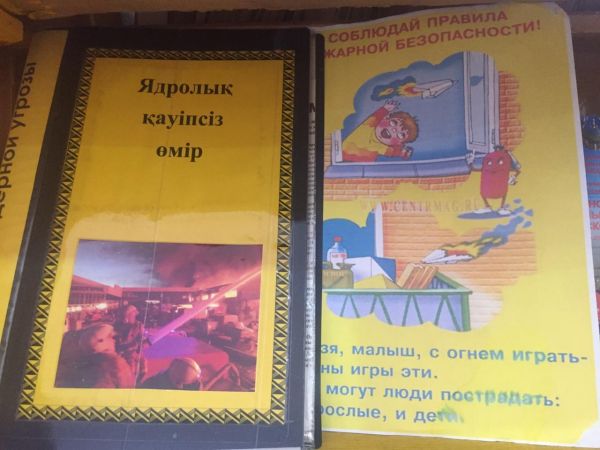 ядерной угрозы
Ядролық
қауіпсіз
өмір
СОБЛЮДАЙ ПРАВИЛА
ЖАРНОЙ БЕЗОПАСНОСТИ!
WWW.CENTRMAG.RU
зя, малыш, с огнем играть-
ны игры эти.
могут люди пострадать:
рослые, и дети.